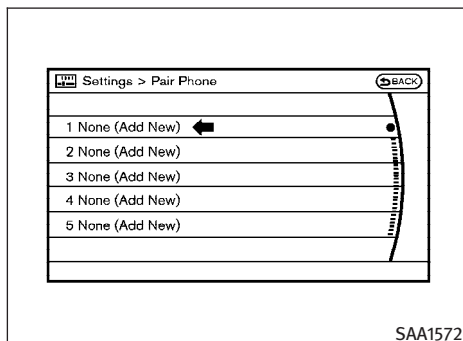 Settings > Pair Phone
BACK
1 None (Add New)
2 None (Add New)
3 None (Add New)
4 None (Add New)
5 None (Add New)
SAA1572